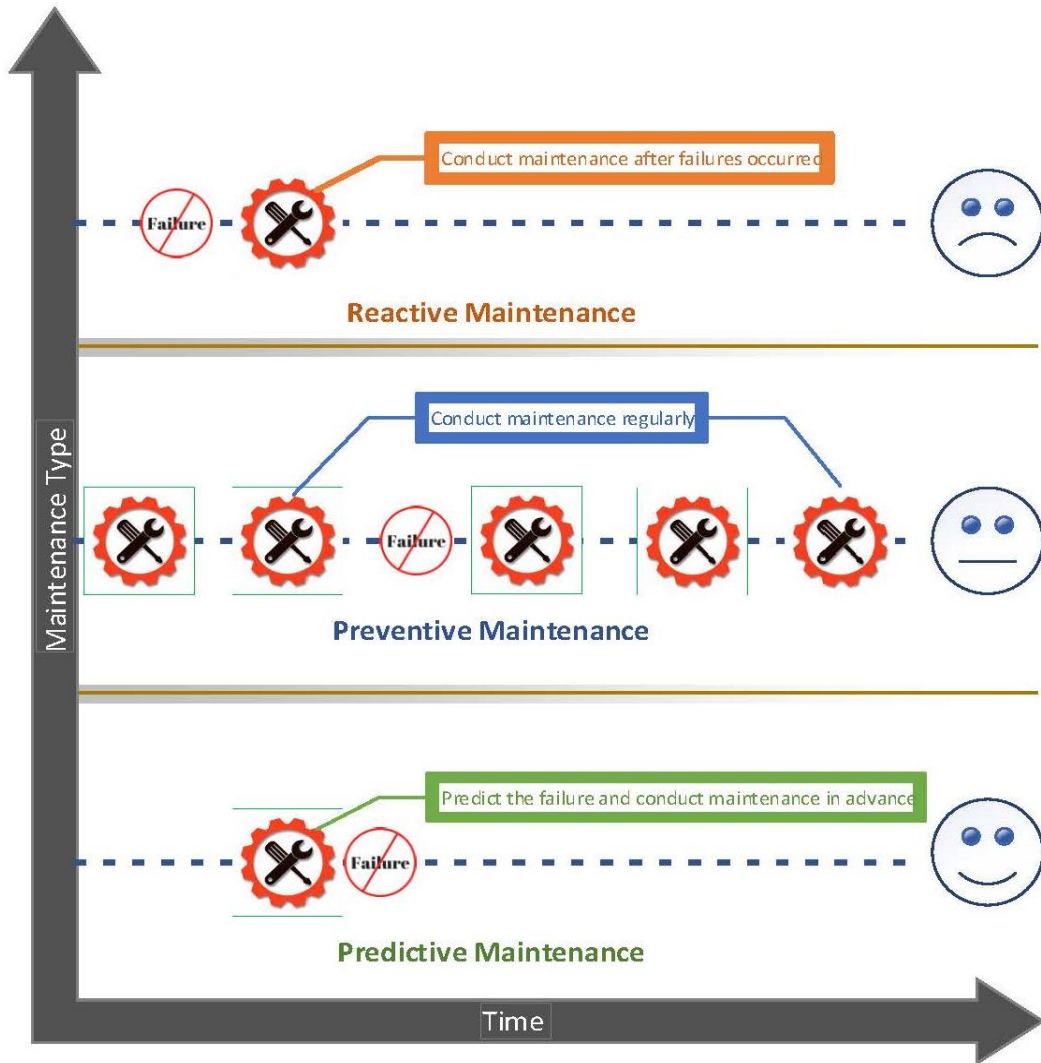 Conduct maintenance after failures occurred
Failure
Reactive Maintenance
Conduct maintenance regularly
Failure
Preventive Maintenance
Predict the failure and conduct maintenance in advance
Failure
Predictive Maintenance
Maintenance Type
Time